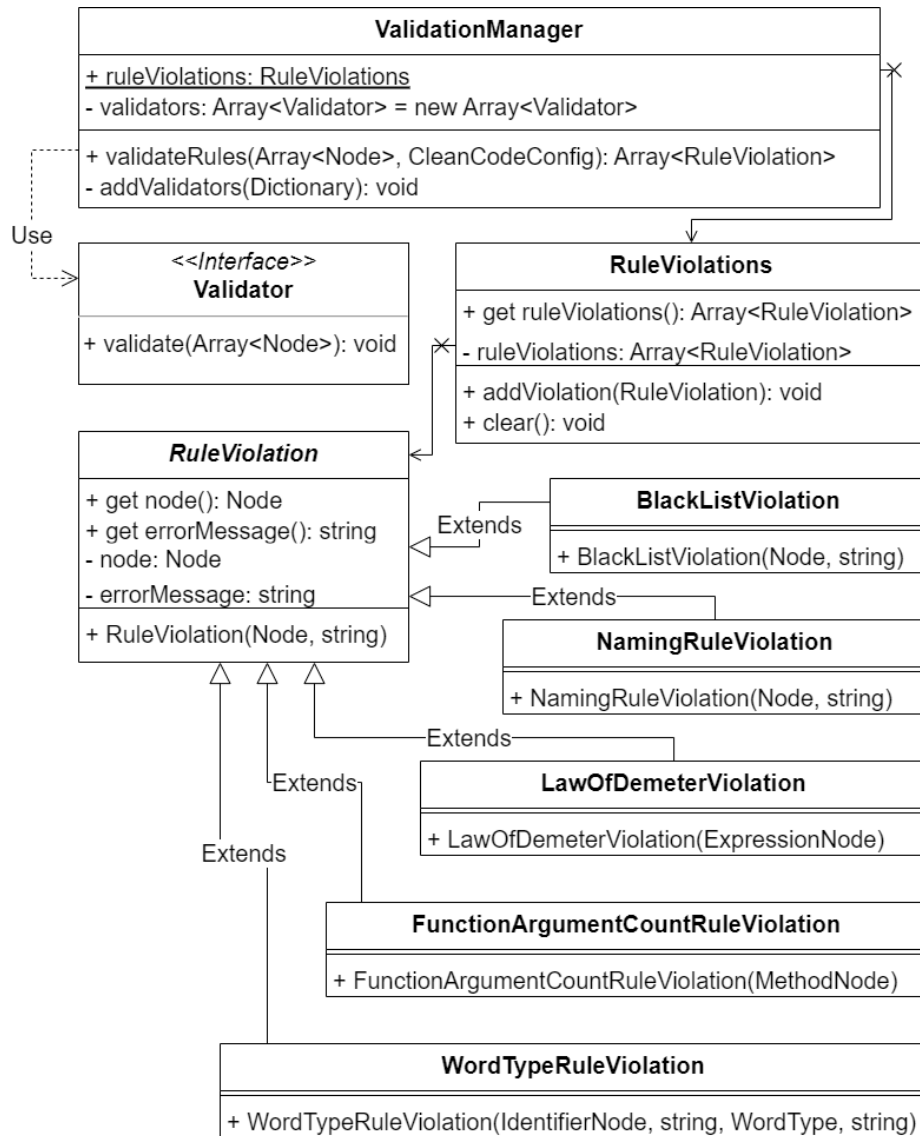 ValidationManager
+ ruleViolations: RuleViolations
- validators: Array<Validator> = new Array<Validator>
+ validateRules(Array<Node>, CleanCodeConfig): Array<RuleViolation>
- addValidators(Dictionary): void
Use
<<Interface>>
Validator
+ validate(Array<Node>): void
RuleViolations
+ get ruleViolations(): Array<RuleViolation>
- ruleViolations: Array<RuleViolation>
+ addViolation(RuleViolation): void
+ clear(): void
RuleViolation
+ get node(): Node
+ get errorMessage(): string
- node: Node
- errorMessage: string
+ RuleViolation(Node, string)
Extends
BlackListViolation
+ BlackListViolation(Node, string)
Extends
NamingRuleViolation
+ NamingRuleViolation(Node, string)
Extends
LawOfDemeterViolation
+ LawOfDemeterViolation(ExpressionNode)
Extends
FunctionArgumentCountRuleViolation
+ FunctionArgumentCountRuleViolation(MethodNode)
Extends
WordTypeRuleViolation
+ WordTypeRuleViolation(IdentifierNode, string, WordType, string)